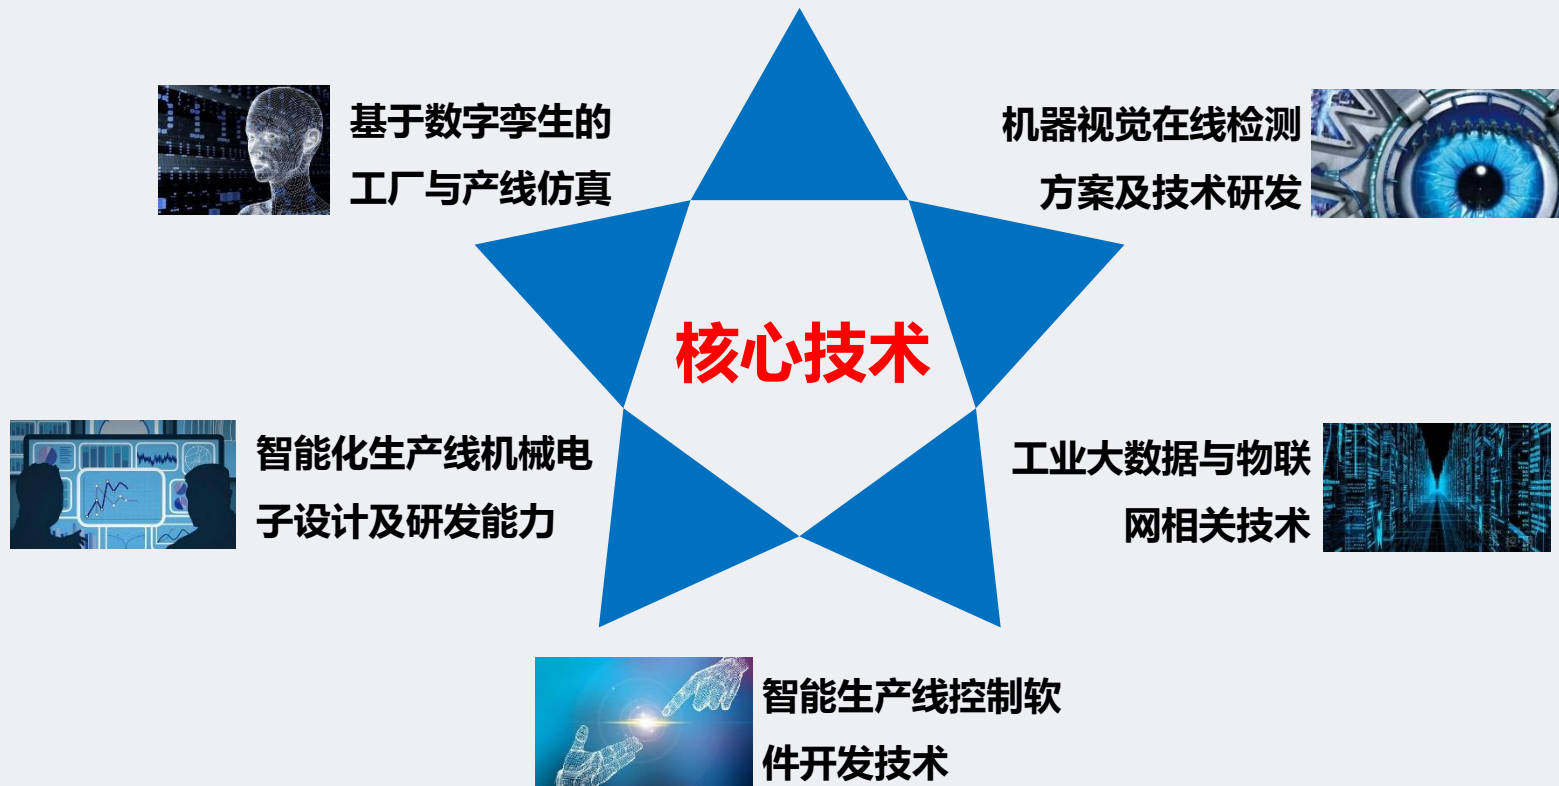 基于数字孪生的
工厂与产线仿真
机器视觉在线检测
方案及技术研发
核心技术
智能化生产线机械电
子设计及研发能力
工业大数据与物联
网相关技术
智能生产线控制软
件开发技术